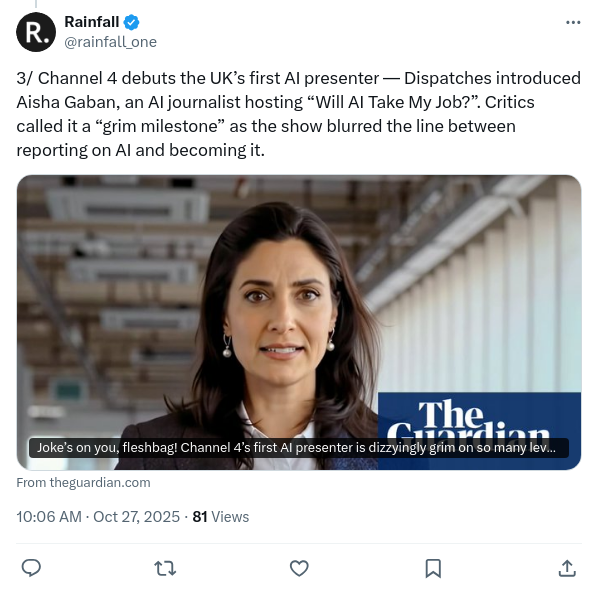 Rainfall
@rainfall_one
3/ Channel 4 debuts the UK’s first AI presenter — Dispatches introduced
Aisha Gaban, an AI journalist hosting “Will AI Take My Job?”. Critics
called it a “grim milestone” as the show blurred the line between
reporting on AI and becoming it.
The
Guardian
Joke’s on you, fleshbag! Channel 4’s first AI presenter is dizzyingly grim on so many lev...
From theguardian.com
10:06 AM · Oct 27, 2025 · 81 Views